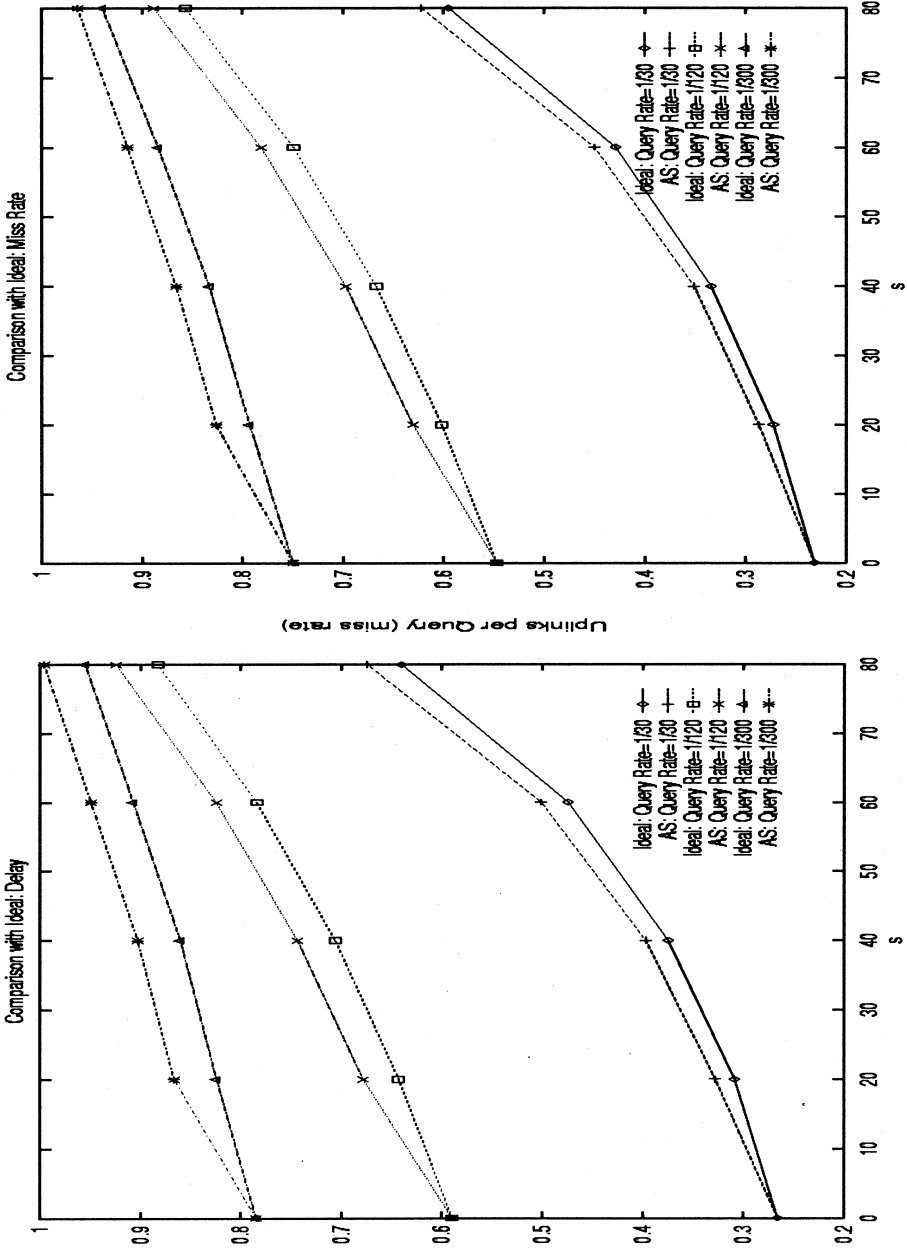 Comparison with Ideal: Delay
1
0.9
0.8
0.7
0.6
0.5
0.4
0.3
0.2
0
10
20
30
40
50
60
70
80
s
Ideal: Query Rate=1/30
AS: Query Rate=1/30
Ideal: Query Rate=1/120
AS: Query Rate=1/120
Ideal: Query Rate=1/300
AS: Query Rate=1/300
Comparison with Ideal: Miss Rate
Uplinks per Query (miss rate)
1
0.9
0.8
0.7
0.6
0.5
0.4
0.3
0.2
0
10
20
30
40
50
60
70
80
s
Ideal: Query Rate=1/30
AS: Query Rate=1/30
Ideal: Query Rate=1/120
AS: Query Rate=1/120
Ideal: Query Rate=1/300
AS: Query Rate=1/300